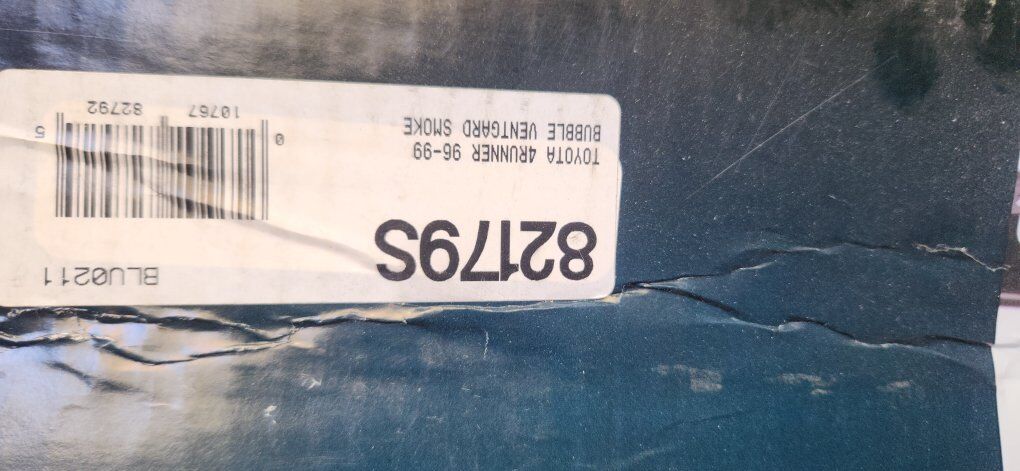 82179S
BLU0211
TOYOTA 4RUNNER 96-99
BUBBLE VENTGARD SMOKE
0 10767 82792 5